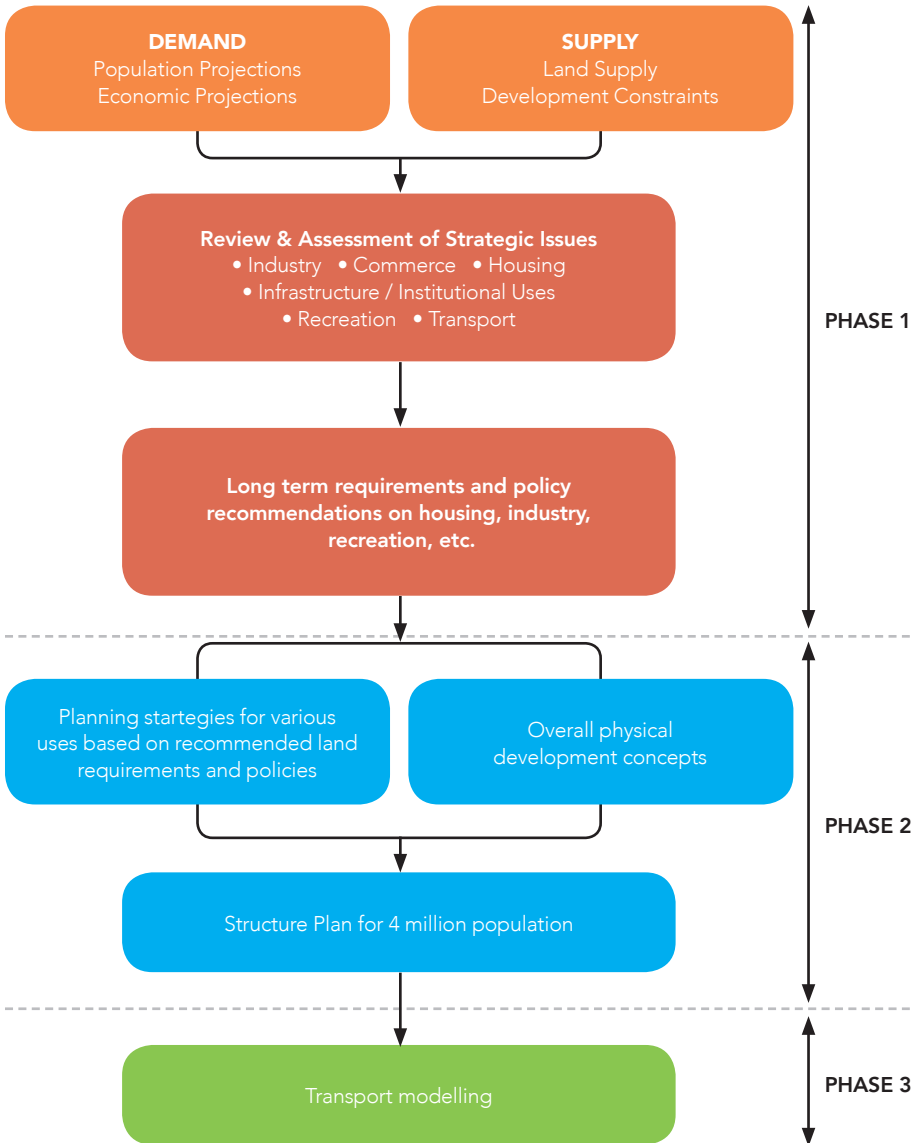 DEMAND
Population Projections
Economic Projections
SUPPLY
Land Supply
Development Constraints
Review & Assessment of Strategic Issues
• Industry • Commerce • Housing
• Infrastructure / Institutional Uses
• Recreation • Transport
PHASE 1
Long term requirements and policy
recommendations on housing, industry,
recreation, etc.
Planning startegies for various
uses based on recommended land
requirements and policies
Overall physical
development concepts
PHASE 2
Structure Plan for 4 million population
Transport modelling
PHASE 3